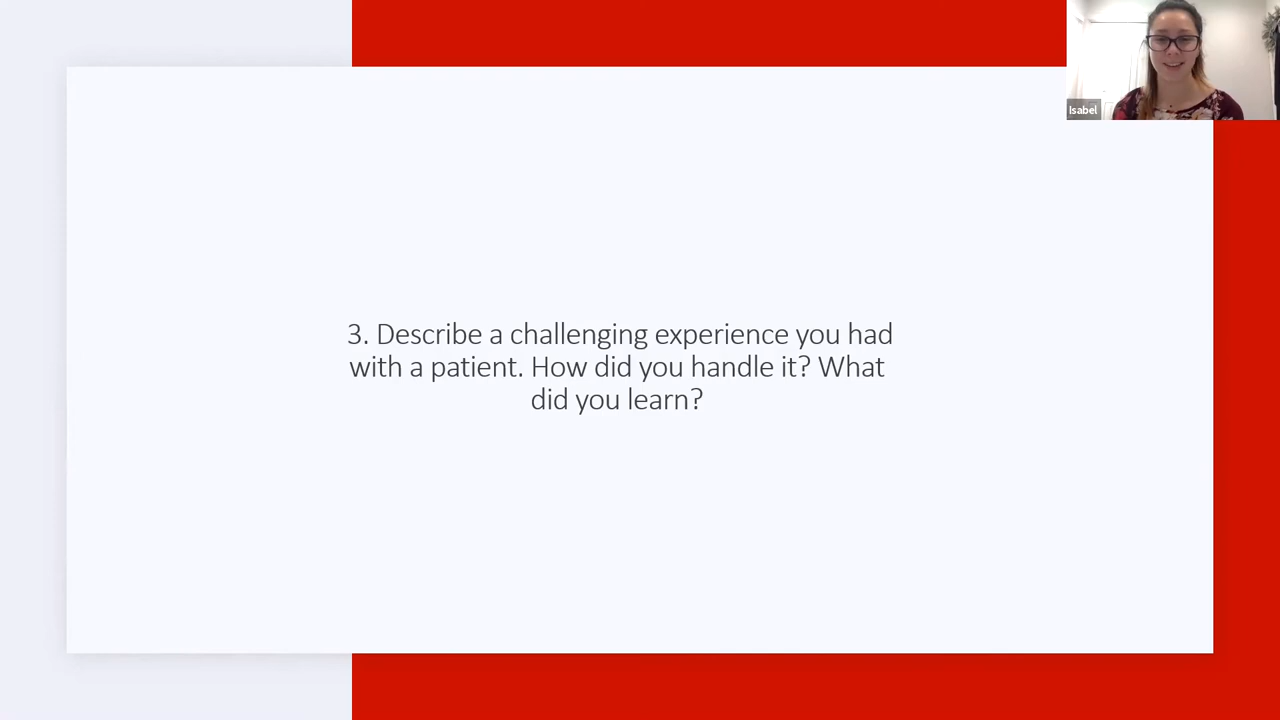 Isabel
3. Describe a challenging experience you had
with a patient. How did you handle it? What
did you learn?